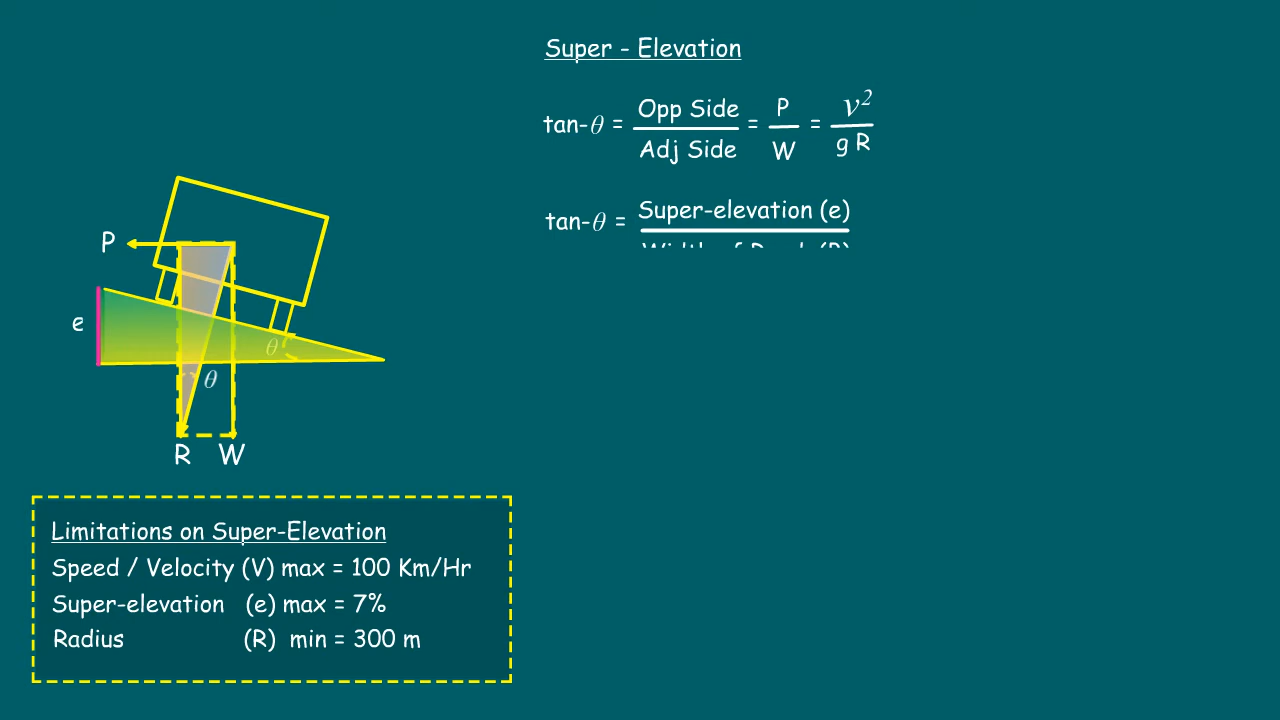 Super - Elevation
tan-θ = Opp Side / Adj Side = P / W = v² / g R
tan-θ = Super-elevation (e)
P
e
θ
θ
R W
Limitations on Super-Elevation
Speed / Velocity (V) max = 100 Km/Hr
Super-elevation (e) max = 7%
Radius (R) min = 300 m